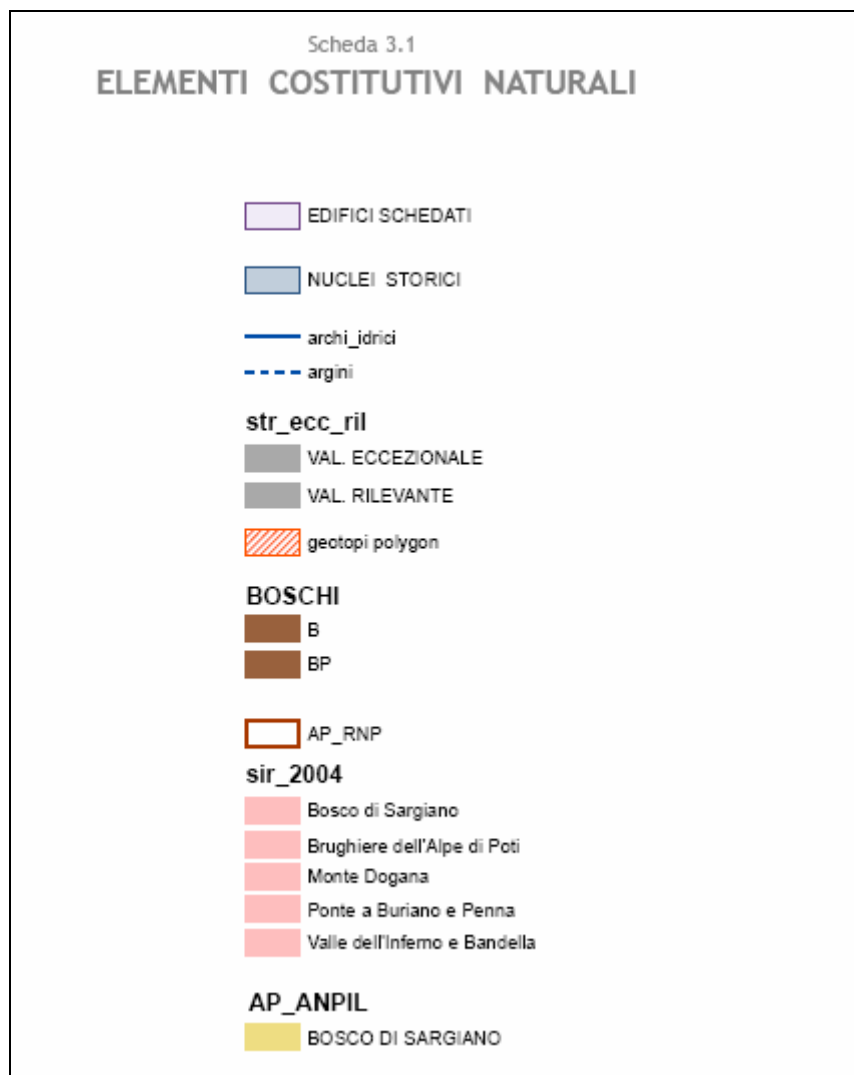 Scheda 3.1
ELEMENTI COSTITUTIVI NATURALI
EDIFICI SCHEDATI
NUCLEI STORICI
archi_idrici
argini
str_ecc_ril
VAL. ECCEZIONALE
VAL. RILEVANTE
geotopi polygon
BOSCHI
B
BP
AP_RNP
sir_2004
Bosco di Sargiano
Brughiere dell'Alpe di Poti
Monte Dogana
Ponte a Buriano e Penna
Valle dell'Inferno e Bandella
AP_ANPIL
BOSCO DI SARGIANO